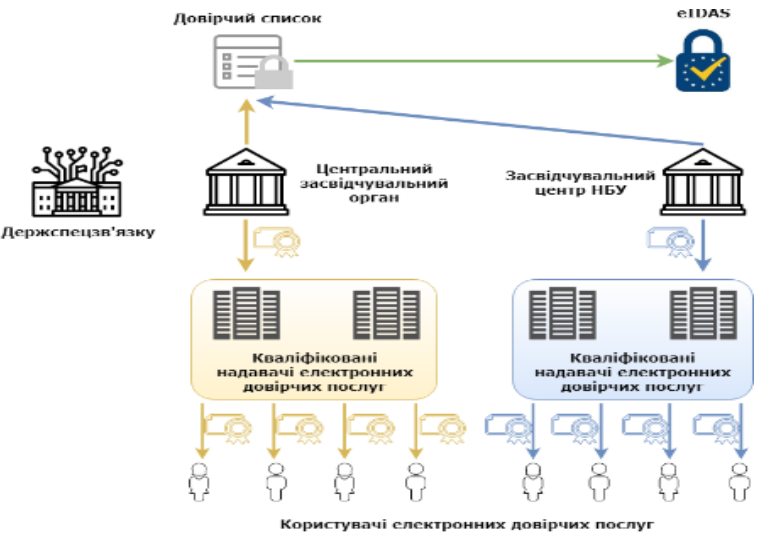 Довірчий список
eIDAS
Центральний
засвідчувальний
орган
Засвідчувальний
центр НБУ
Держспецзв'язку
Кваліфіковані
надавачі електронних
довірчих послуг
Кваліфіковані
надавачі електронних
довірчих послуг
Користувачі електронних довірчих послуг